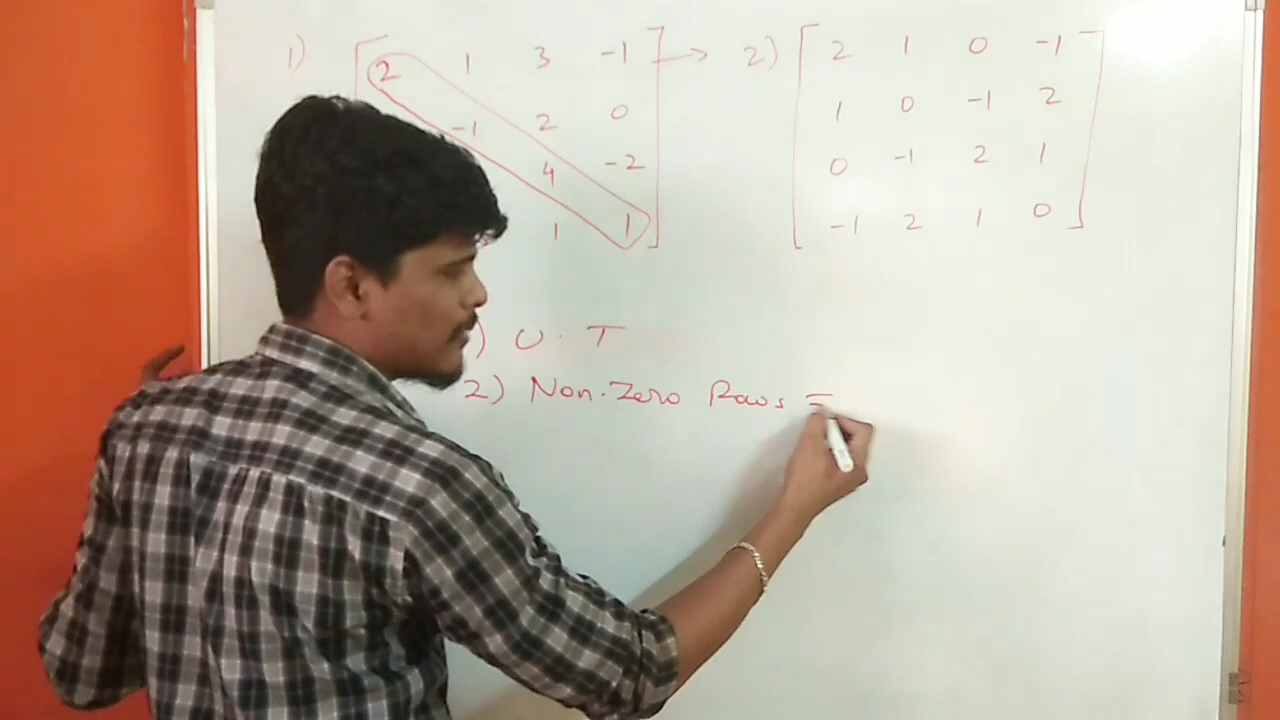 1) [ 2 1 3 -1 ] → 2) [ 2 1 0 -1 ]
-1 2 0 1 0 -1 2
4 -2 0 -1 2 1
1 1 -1 2 1 0
) U.T
2) Non-Zero Rows =